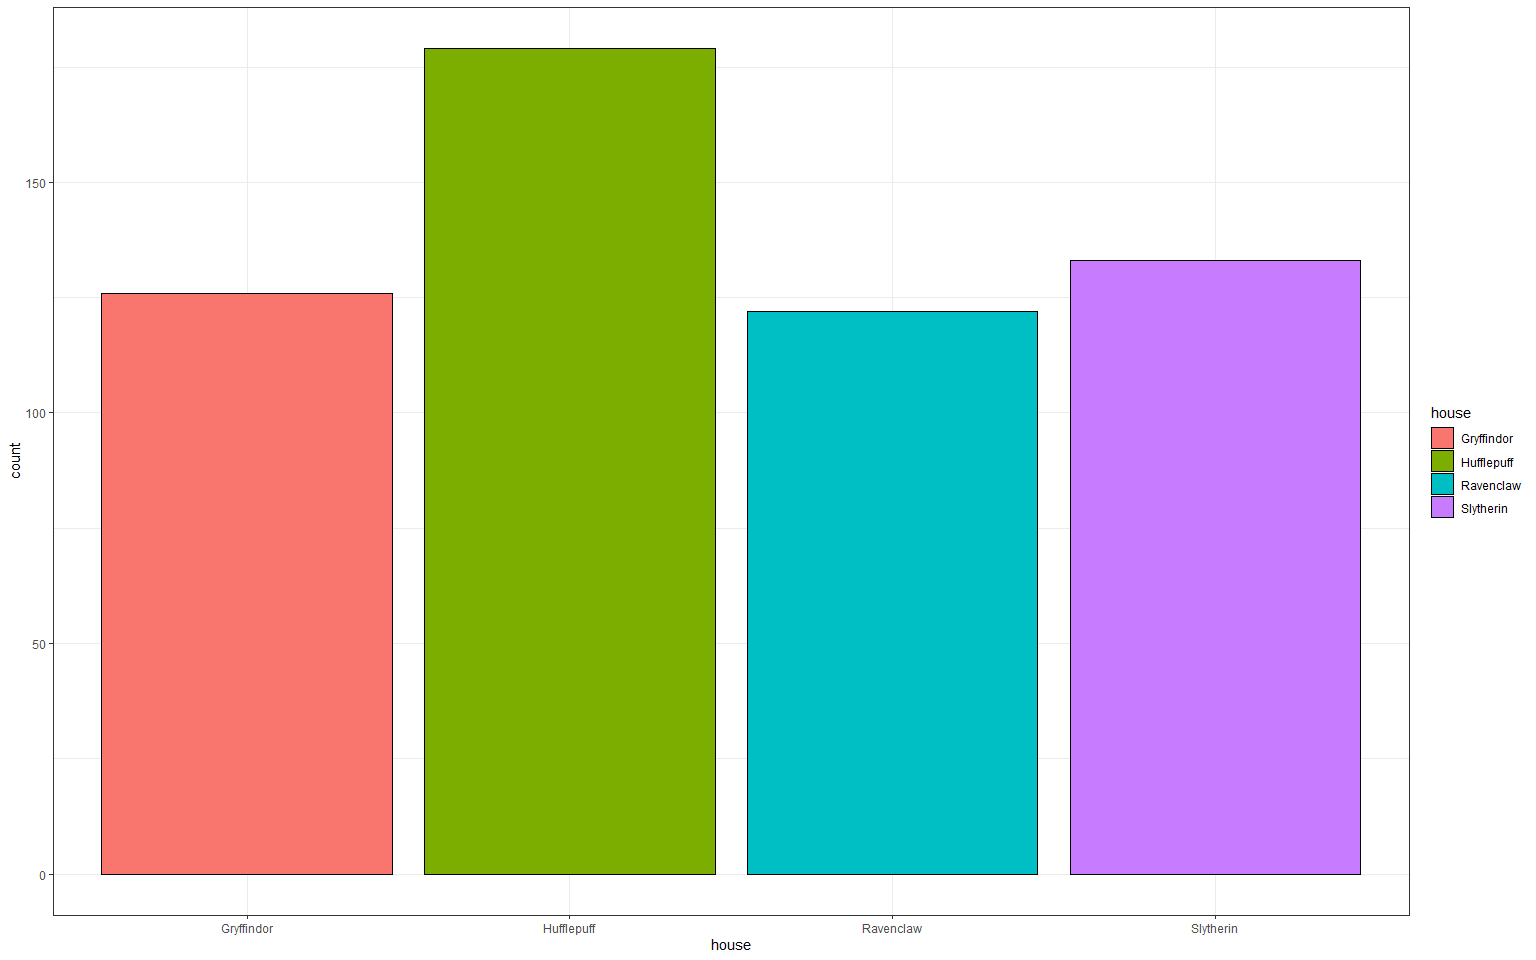 150
100
50
0
count
Gryffindor
Hufflepuff
Ravenclaw
Slytherin
house
house
Gryffindor
Hufflepuff
Ravenclaw
Slytherin